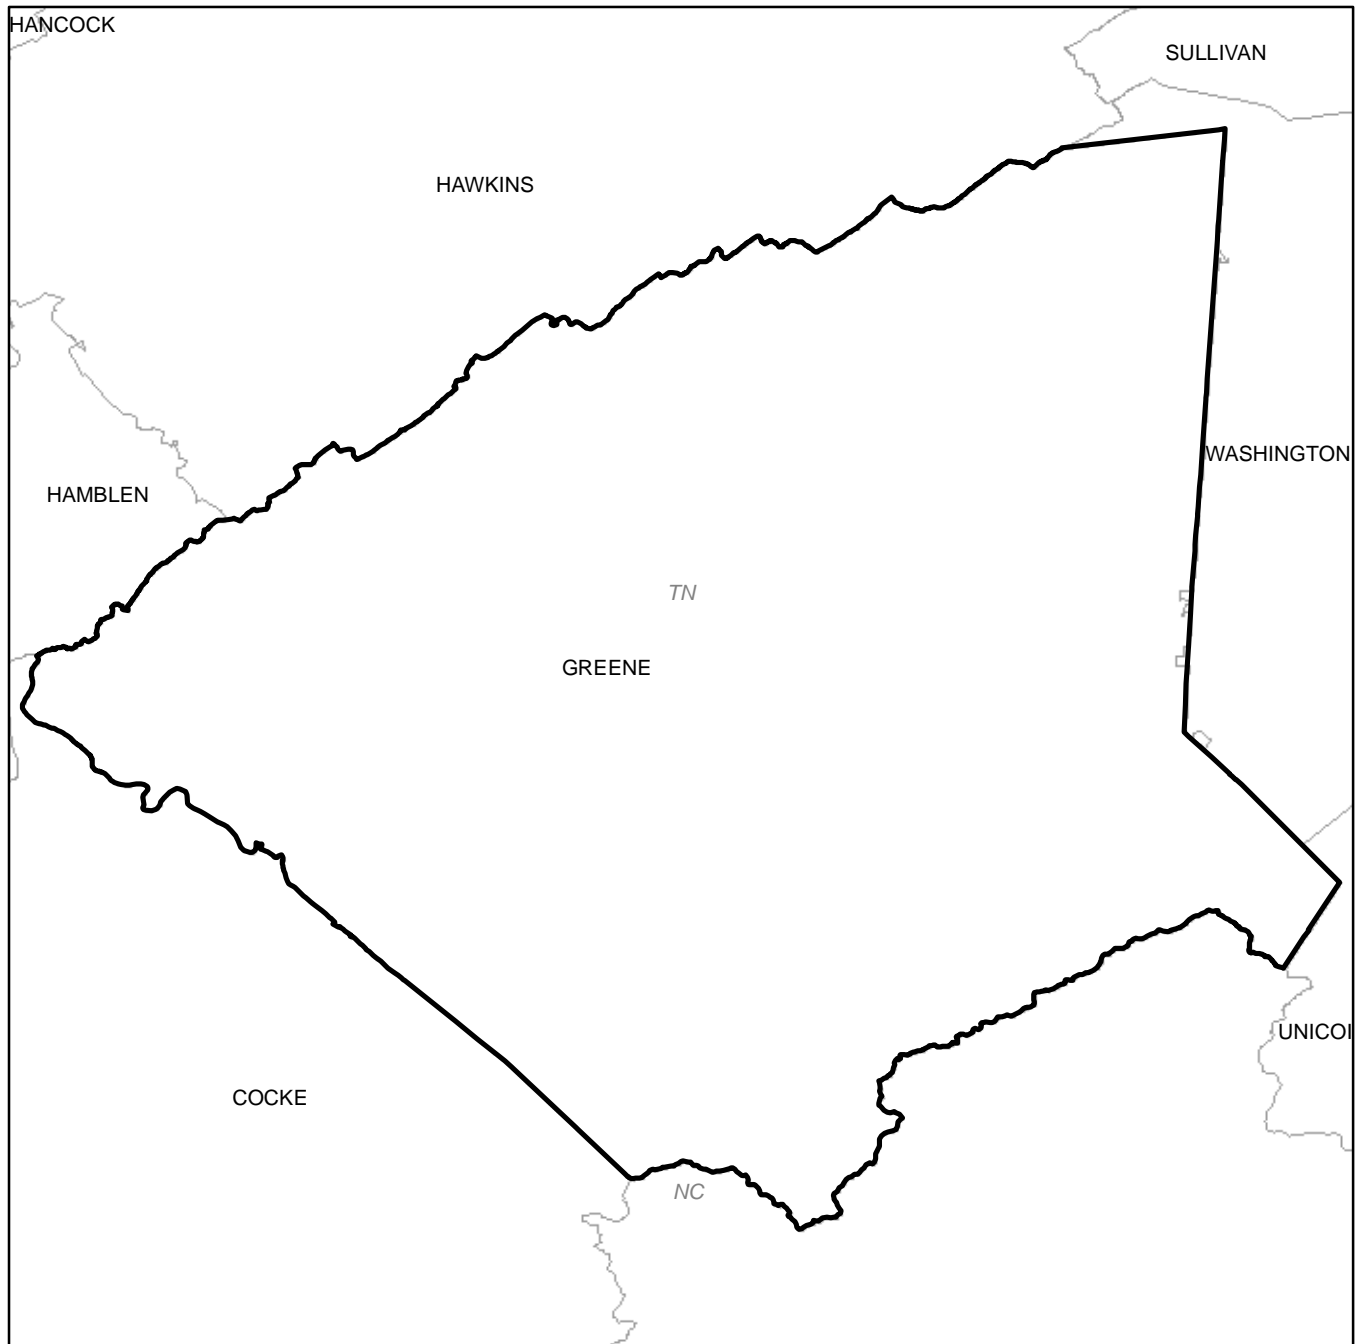 HANCOCK
SULLIVAN
HAWKINS
WASHINGTON
HAMBLEN
TN
GREENE
UNICOI
COCKE
NC